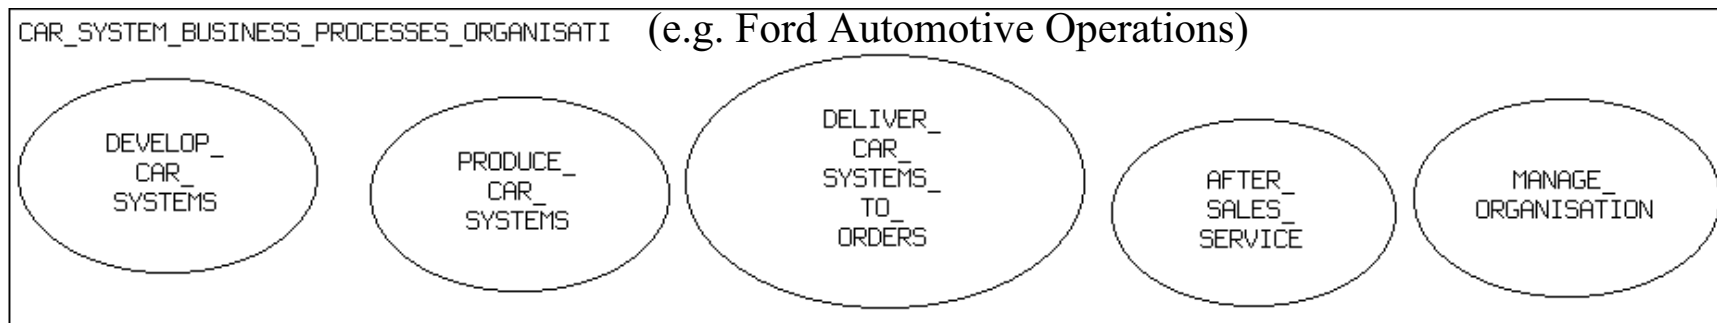 CAR_SYSTEM_BUSINESS_PROCESSES_ORGANISATI (e.g. Ford Automotive Operations)
DEVELOP_
CAR_
SYSTEMS
PRODUCE_
CAR_
SYSTEMS
DELIVER_
CAR_
SYSTEMS_
TO_
ORDERS
AFTER_
SALES_
SERVICE
MANAGE_
ORGANISATION